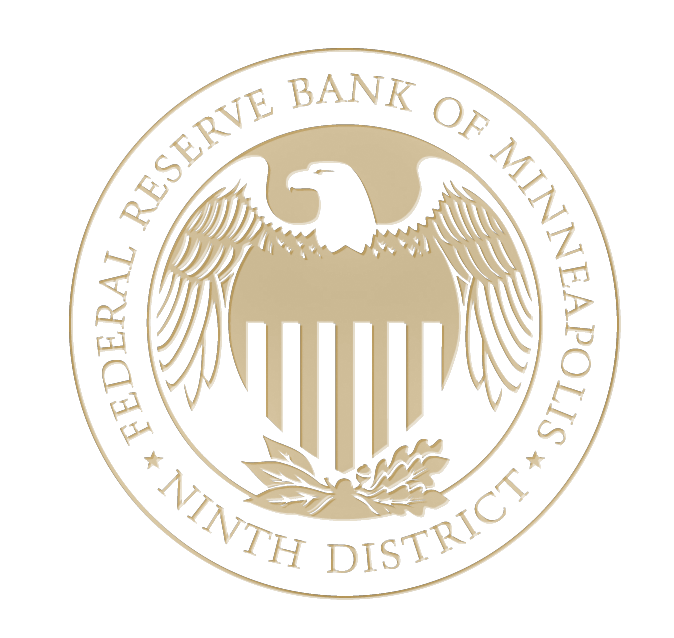 FEDERAL RESERVE BANK OF MINNEAPOLIS
NINTH DISTRICT